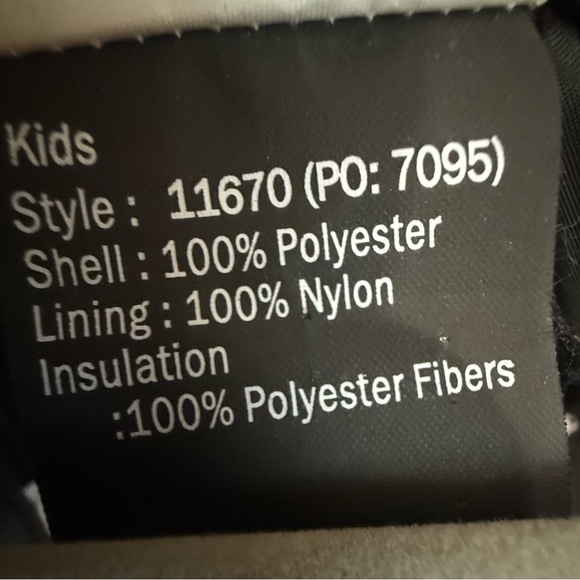 Kids
Style : 11670 (PO: 7095)
Shell : 100% Polyester
Lining : 100% Nylon
Insulation
:100% Polyester Fibers